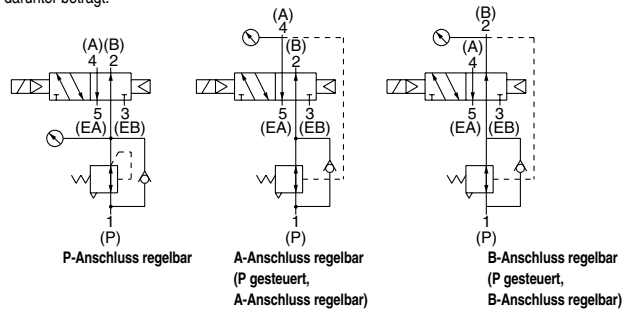 darunter beträgt.
(A)(B)
4 2
5 3
(EA) (EB)
1
(P)
P-Anschluss regelbar
(A)
4
(B)
2
5 3
(EA) (EB)
1
(P)
A-Anschluss regelbar
(P gesteuert,
A-Anschluss regelbar)
(B)
2
(A)
4
5 3
(EA) (EB)
1
(P)
B-Anschluss regelbar
(P gesteuert,
B-Anschluss regelbar)